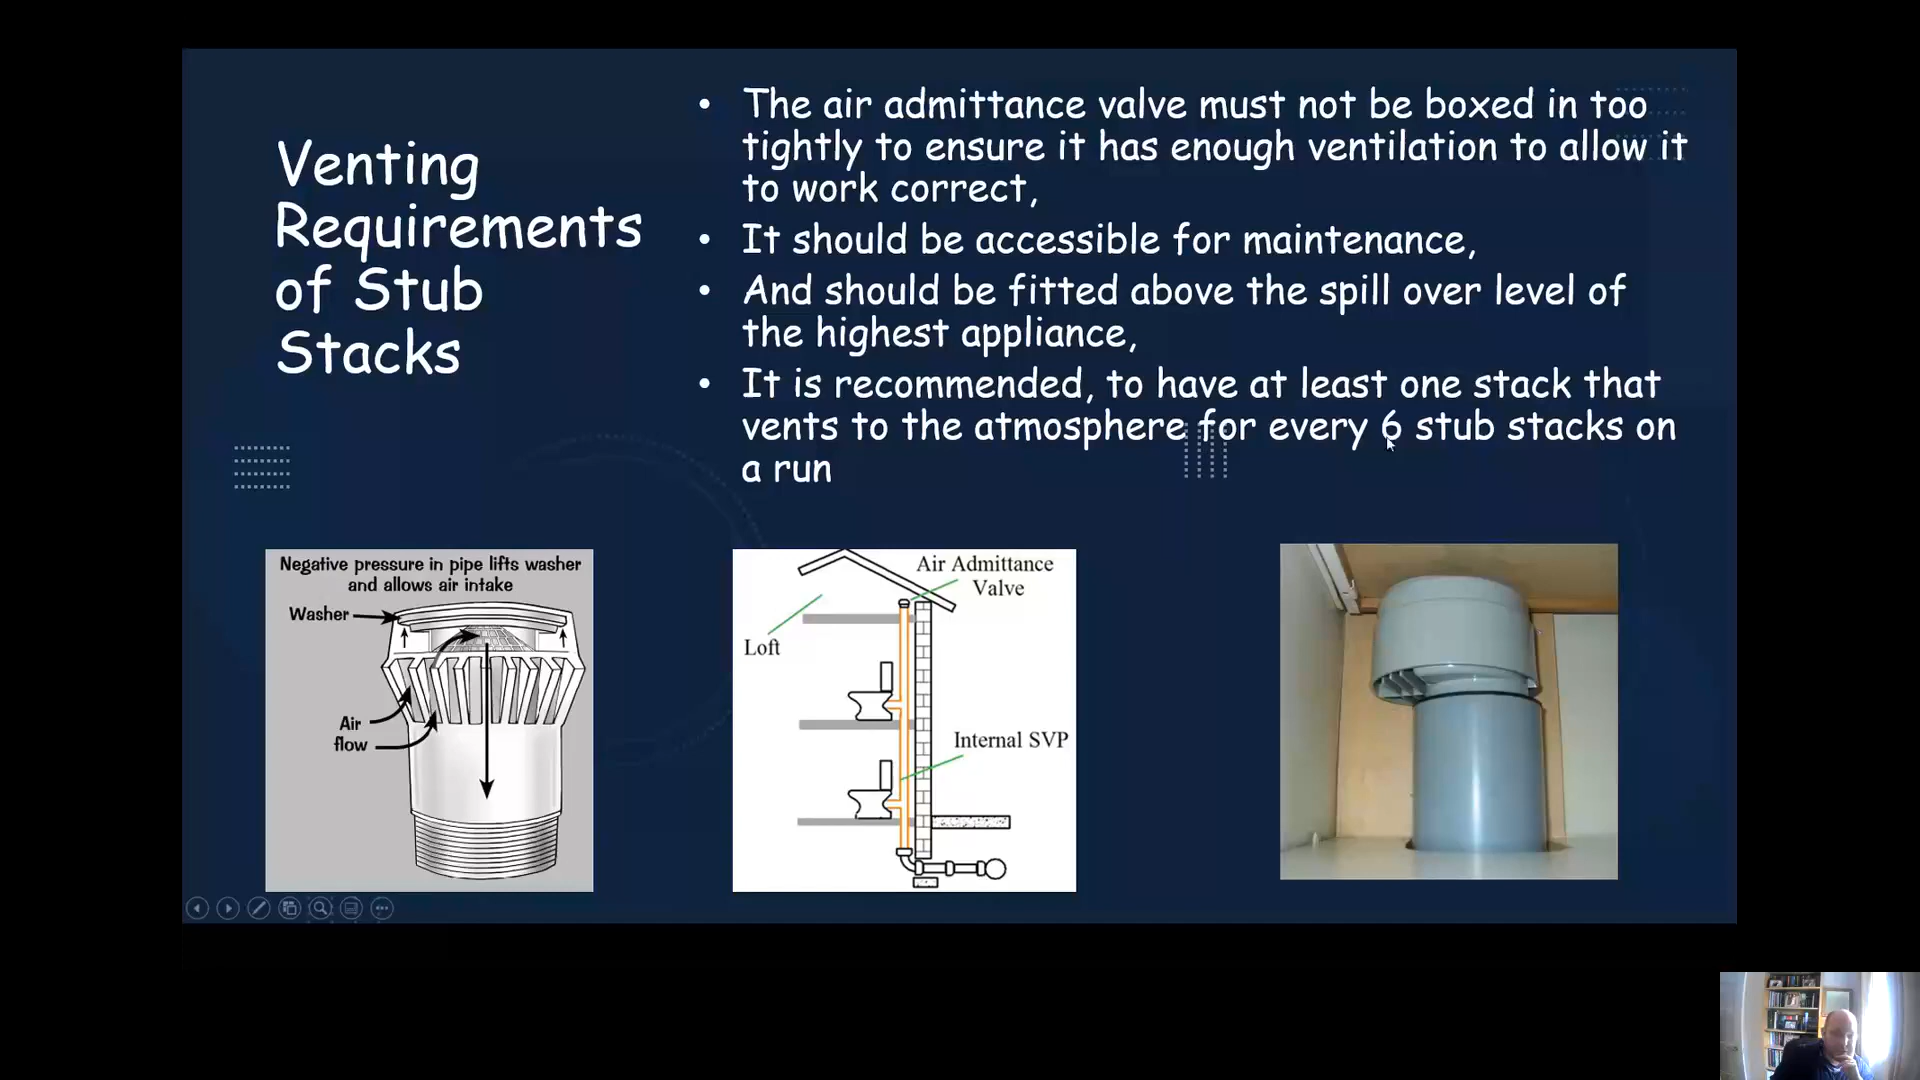 Venting
Requirements
of Stub
Stacks
• The air admittance valve must not be boxed in too
tightly to ensure it has enough ventilation to allow it
to work correct,
• It should be accessible for maintenance,
• And should be fitted above the spill over level of
the highest appliance,
• It is recommended, to have at least one stack that
vents to the atmosphere for every 6 stub stacks on
a run
Negative pressure in pipe lifts washer
and allows air intake
Washer
Air
flow
Air Admittance
Valve
Loft
Internal SVP